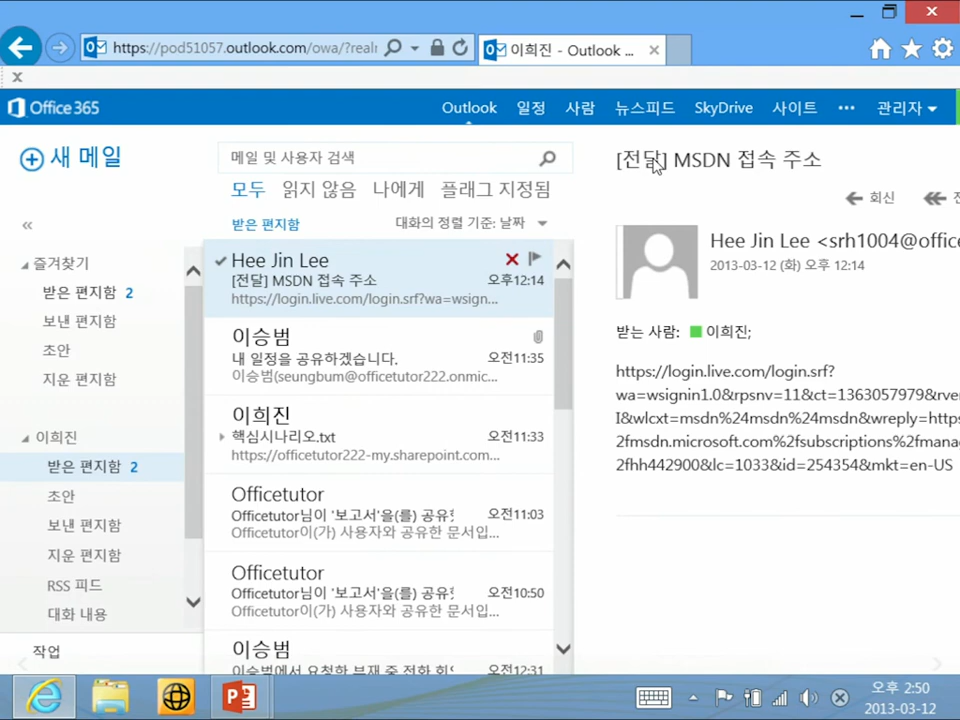 https://pod51057.outlook.com/owa/?realr
이희진 - Outlook ...
x
Office 365
Outlook 일정 사람 뉴스피드 SkyDrive 사이트 ••• 관리자
새 메일
메일 및 사용자 검색
모두 읽지 않음 나에게 플래그 지정됨
받은 편지함 대화의 정렬 기준: 날짜
«
즐겨찾기
받은 편지함 2
보낸 편지함
초안
지운 편지함
이희진
받은 편지함 2
초안
보낸 편지함
지운 편지함
RSS 피드
대화 내용
작업
Hee Jin Lee
[전달] MSDN 접속 주소 오후12:14
https://login.live.com/login.srf?wa=wsign...
이승범
내 일정을 공유하겠습니다. 오전11:35
이승범(seungbum@officetutor222.onmic...
이희진
핵심시나리오.txt 오전11:33
https://officetutor222-my.sharepoint.com...
Officetutor
Officetutor님이 '보고서'을(를) 공유 오전11:03
Officetutor이(가) 사용자와 공유한 문서입...
Officetutor
Officetutor님이 '보고서'을(를) 공유 오전10:50
Officetutor이(가) 사용자와 공유한 문서입...
이승범
이승범에서 요청한 부재 중 전화 회 오전12:31
[전달] MSDN 접속 주소
회신
Hee Jin Lee <srh1004@office
2013-03-12 (화) 오후 12:14
받는 사람: 이희진;
https://login.live.com/login.srf?
wa=wsignin1.0&rpsnv=11&ct=1363057979&rver
I&wlcxt=msdn%24msdn%24msdn&wreply=https
2fmsdn.microsoft.com%2fsubscriptions%2fmanag
2fhh442900&lc=1033&id=254354&mkt=en-US
오후 2:50
2013-03-12